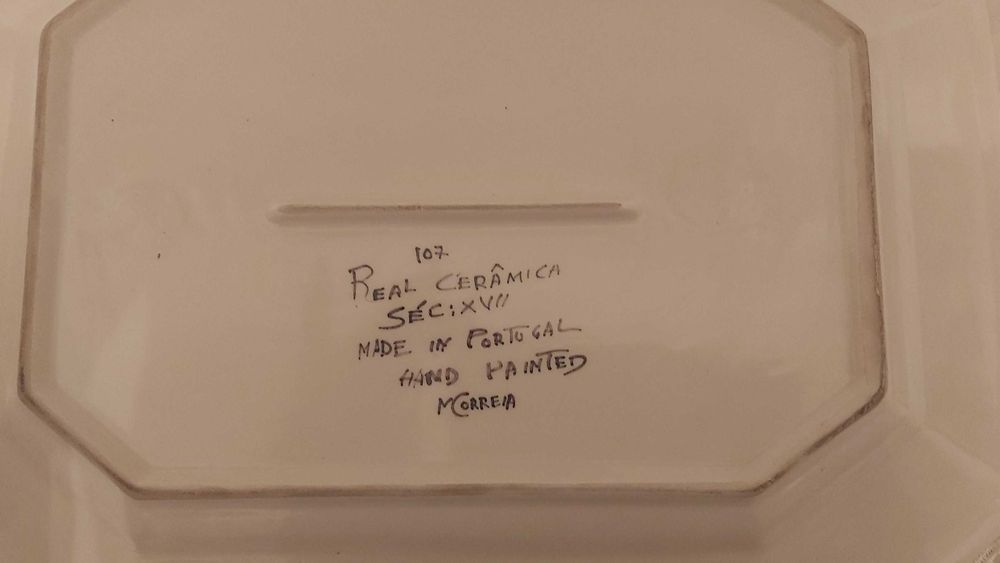 107
REAL CERÂMICA
SÉC:XVII
MADE IN PORTUGAL
HAND PAINTED
MCORREIA